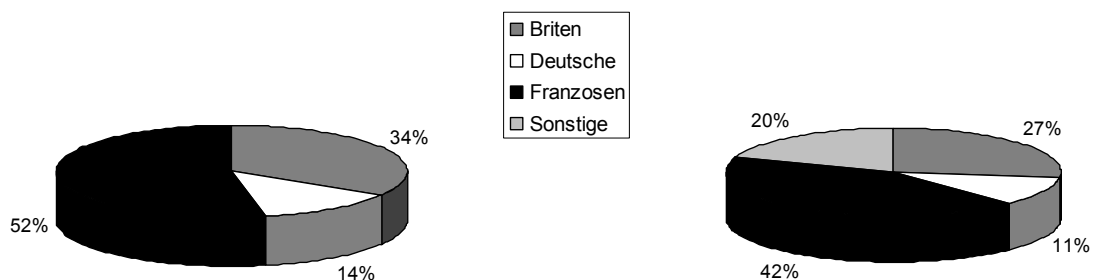 Briten
Deutsche
Franzosen
Sonstige
34%
52%
14%
20%
27%
11%
42%